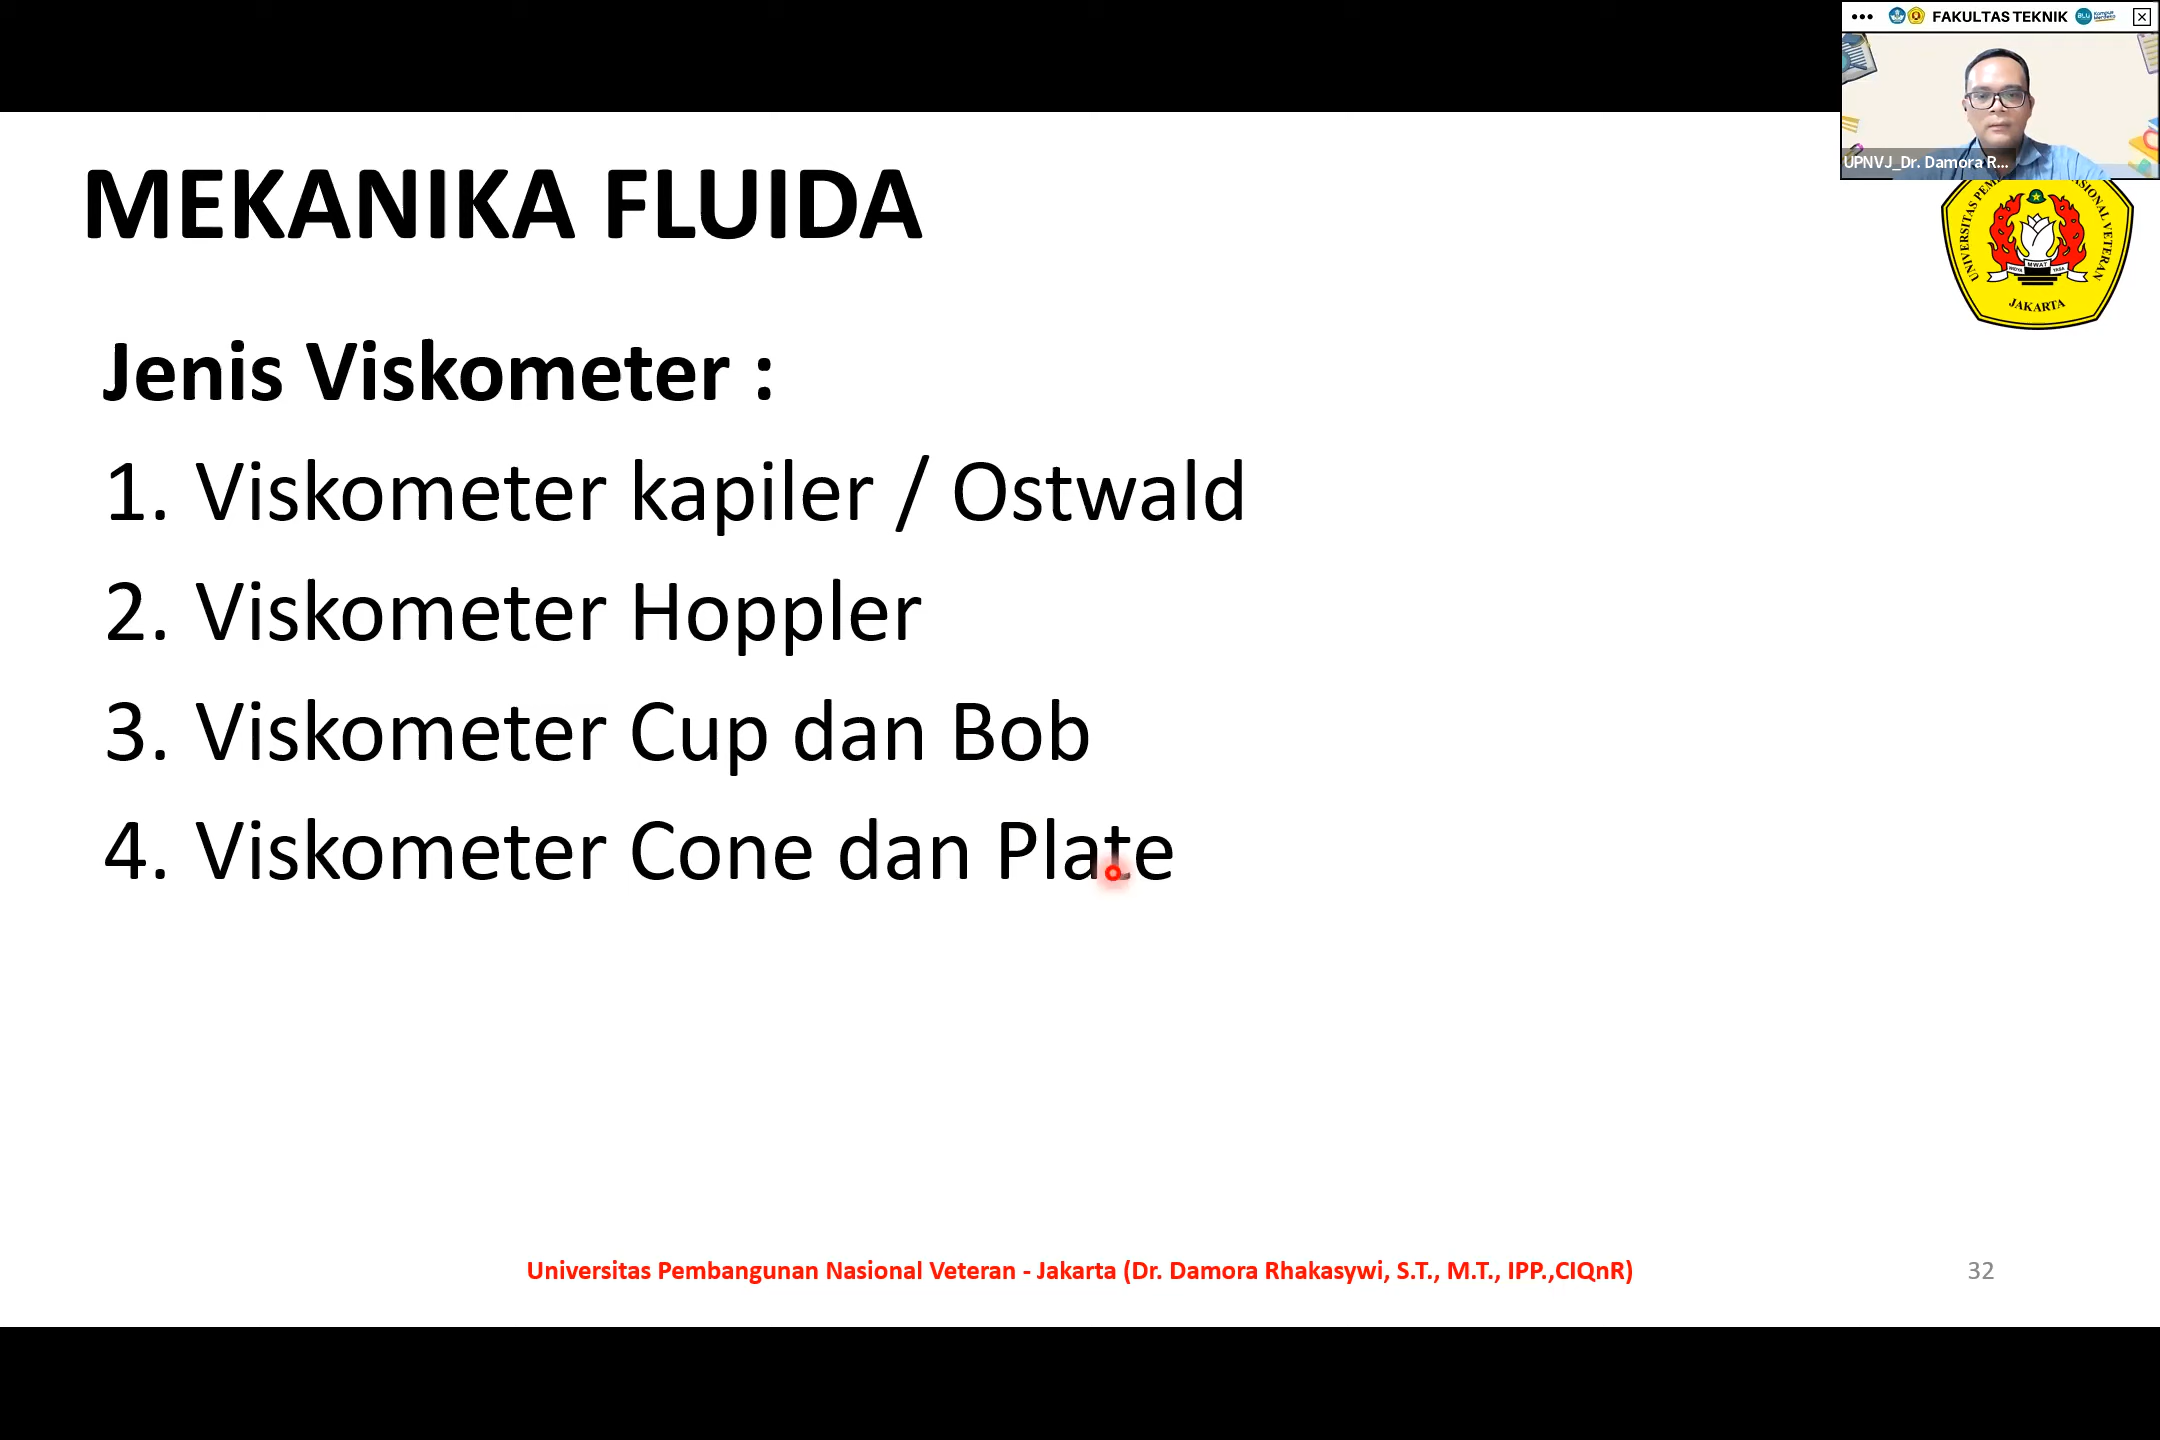 FAKULTAS TEKNIK
UPNVJ_Dr. Damora R...
MEKANIKA FLUIDA
JAKARTA
Jenis Viskometer :
1. Viskometer kapiler / Ostwald
2. Viskometer Hoppler
3. Viskometer Cup dan Bob
4. Viskometer Cone dan Plate
Universitas Pembangunan Nasional Veteran - Jakarta (Dr. Damora Rhakasywi, S.T., M.T., IPP.,CIQnR)
32